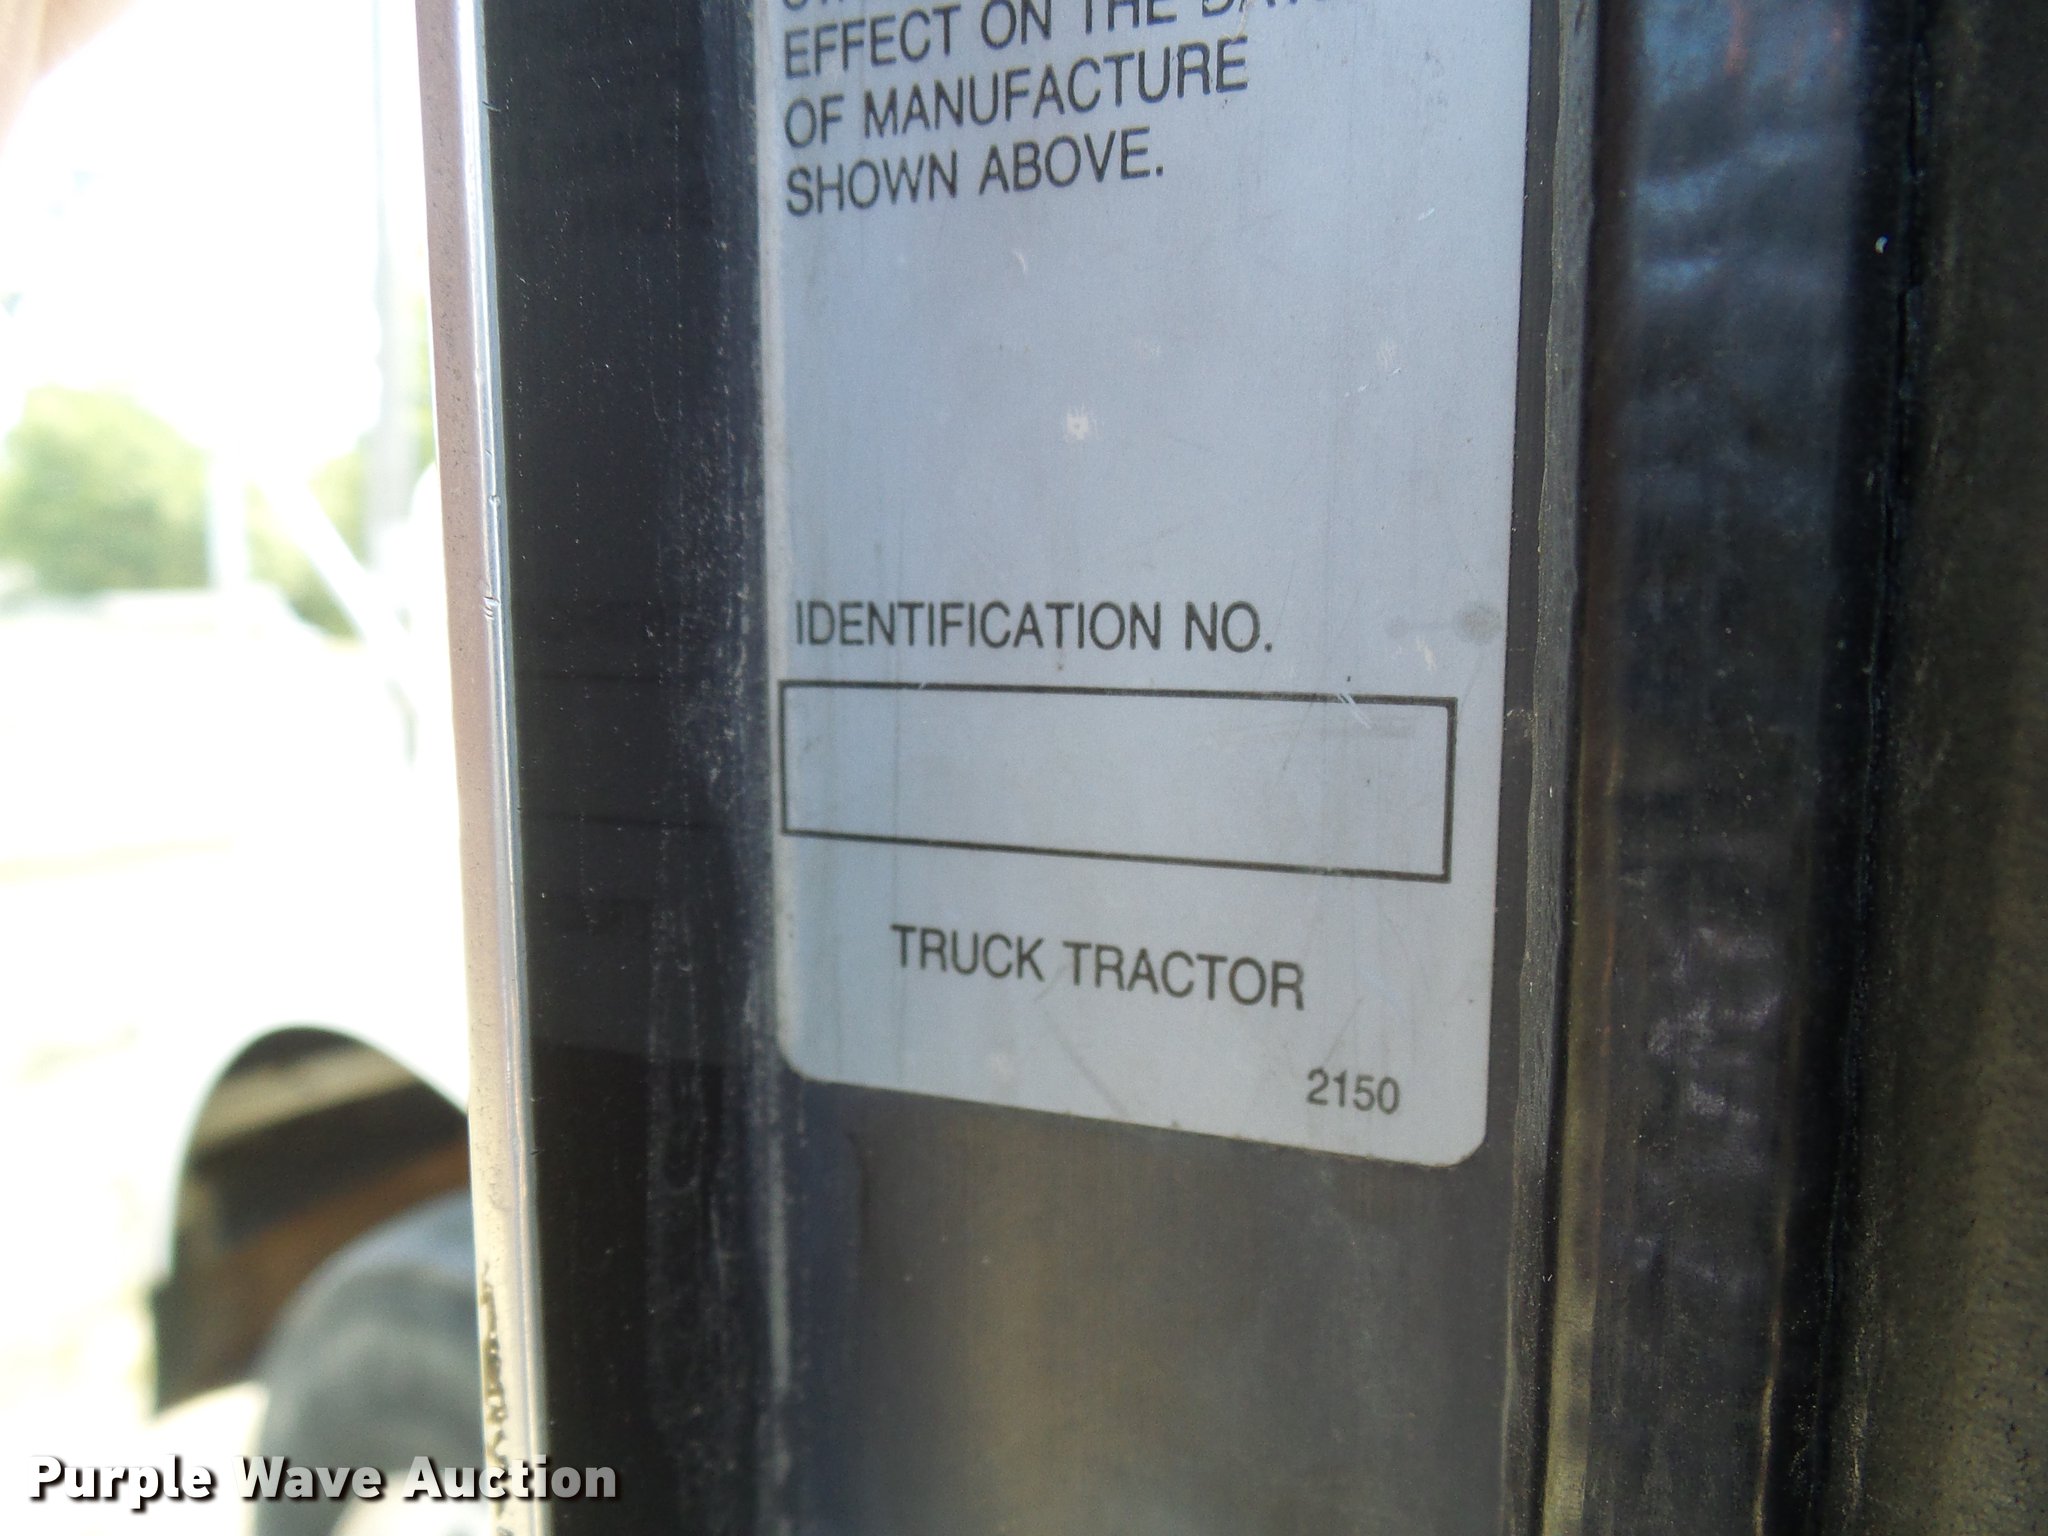 EFFECT ON THE
OF MANUFACTURE
SHOWN ABOVE.
IDENTIFICATION NO.
TRUCK TRACTOR
2150
Purple Wave Auction